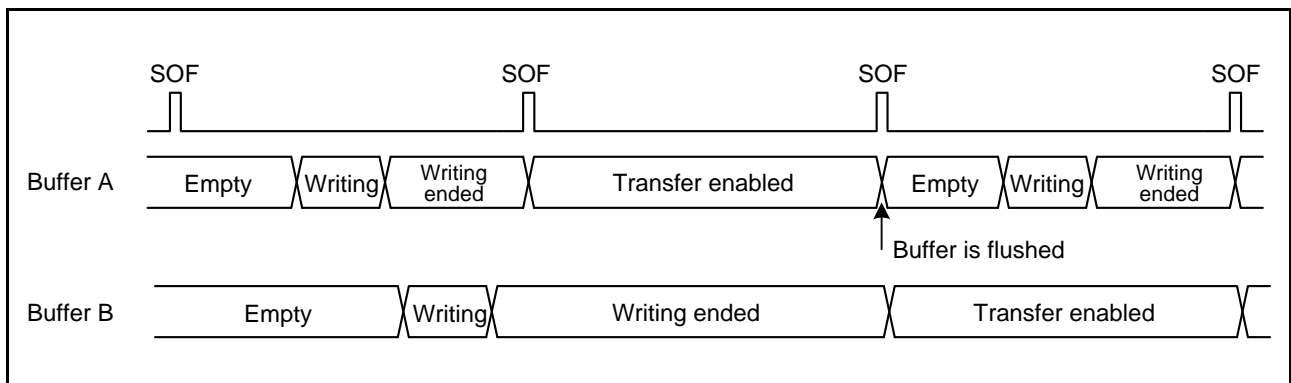 SOF SOF SOF SOF
Buffer A Empty Writing Writing ended Transfer enabled Empty Writing Writing ended
Buffer is flushed
Buffer B Empty Writing Writing ended Transfer enabled